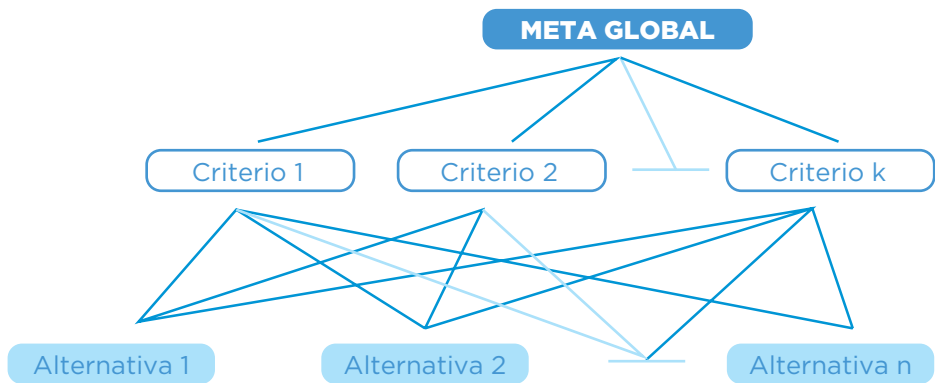 META GLOBAL
Criterio 1
Criterio 2
Criterio k
Alternativa 1
Alternativa 2
Alternativa n